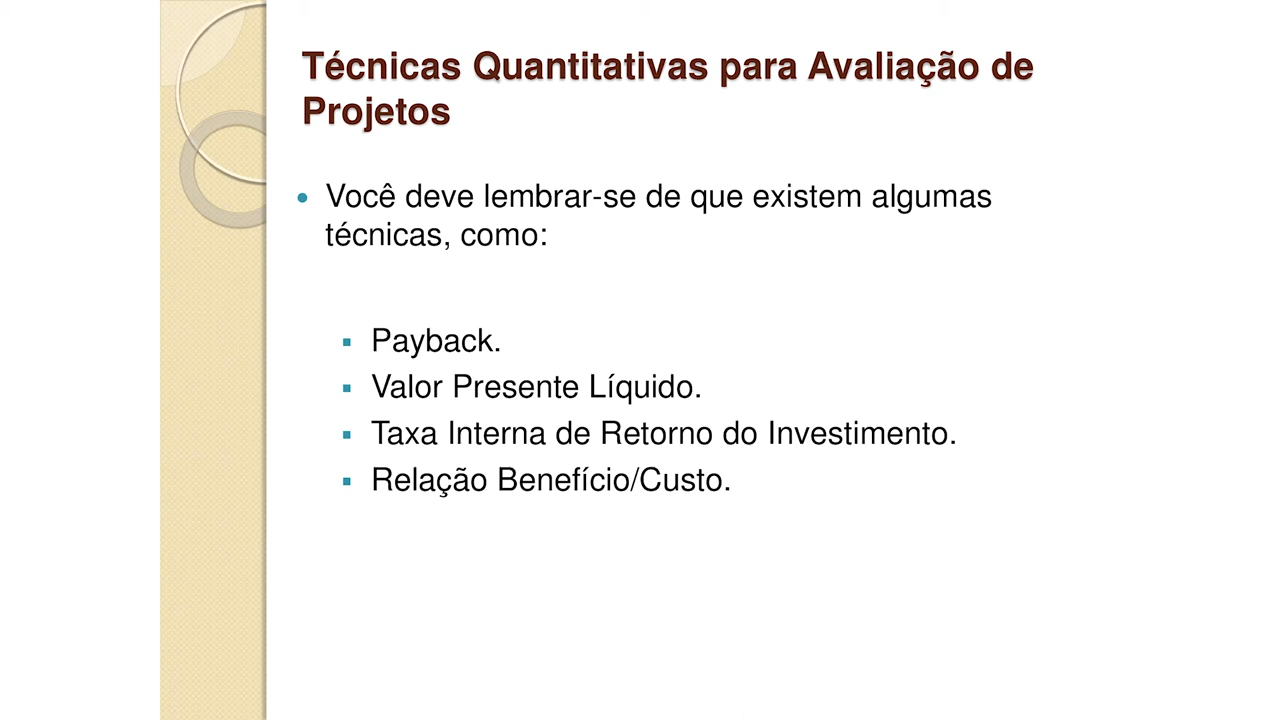 Técnicas Quantitativas para Avaliação de
Projetos
• Você deve lembrar-se de que existem algumas
técnicas, como:
▪ Payback.
▪ Valor Presente Líquido.
▪ Taxa Interna de Retorno do Investimento.
▪ Relação Benefício/Custo.